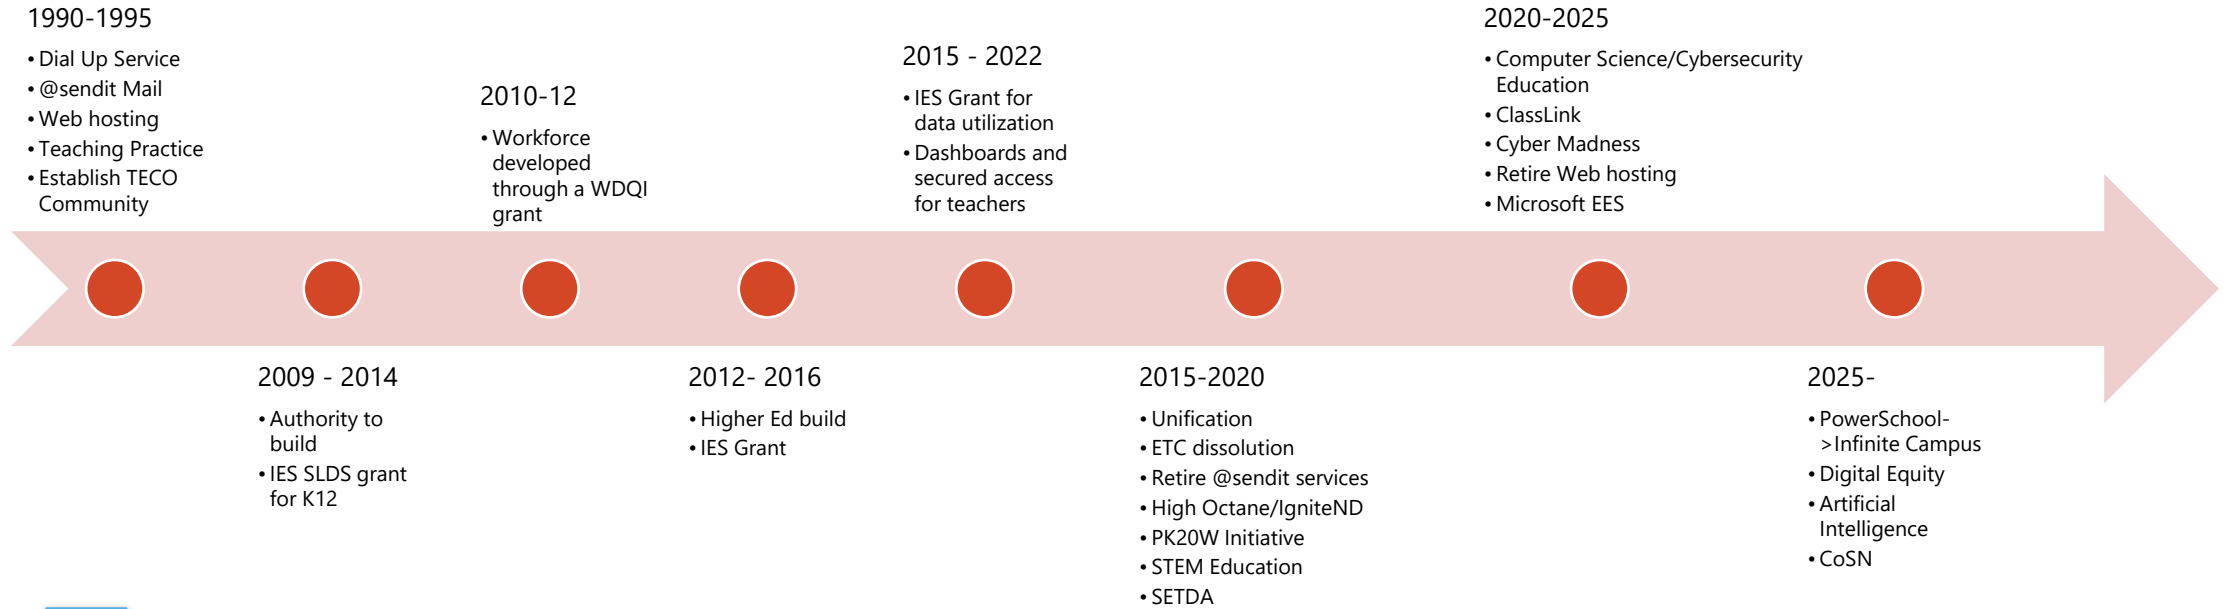 1990-1995
• Dial Up Service
• @sendit Mail
• Web hosting
• Teaching Practice
• Establish TECO
Community
2009 - 2014
• Authority to
build
• IES SLDS grant
for K12
2010-12
• Workforce
developed
through a WDQI
grant
2012- 2016
• Higher Ed build
• IES Grant
2015 - 2022
• IES Grant for
data utilization
• Dashboards and
secured access
for teachers
2015-2020
• Unification
• ETC dissolution
• Retire @sendit services
• High Octane/IgniteND
• PK20W Initiative
• STEM Education
• SETDA
2020-2025
• Computer Science/Cybersecurity
Education
• ClassLink
• Cyber Madness
• Retire Web hosting
• Microsoft EES
2025-
• PowerSchool-
>Infinite Campus
• Digital Equity
• Artificial
Intelligence
• CoSN